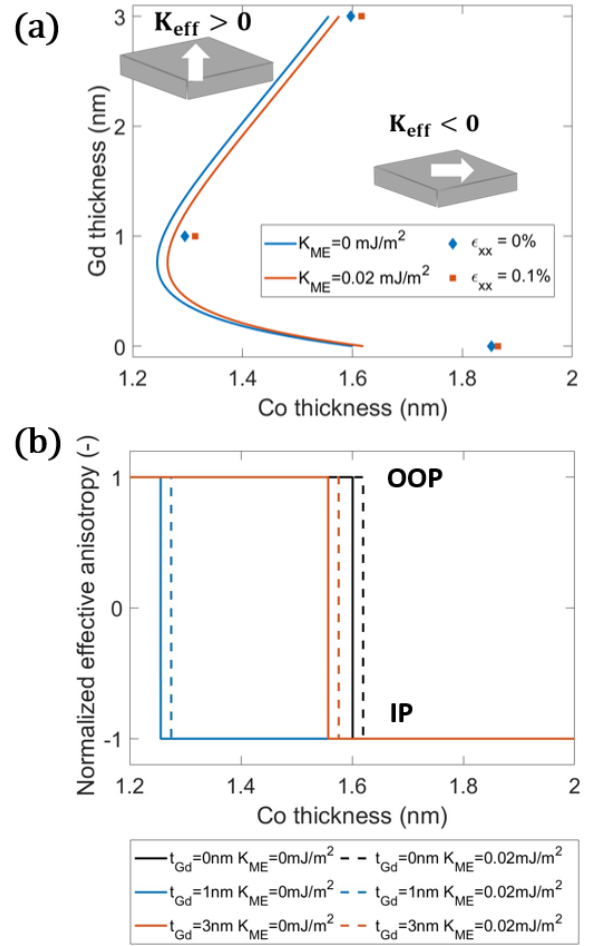 (a)
K_eff > 0
K_eff < 0
3
2
1
0
Gd thickness (nm)
K_ME=0 mJ/m²
K_ME=0.02 mJ/m²
ϵ_xx = 0%
ϵ_xx = 0.1%
1.2 1.4 1.6 1.8 2
Co thickness (nm)
(b)
Normalized effective anisotropy (-)
1
0
-1
OOP
IP
1.2 1.4 1.6 1.8 2
Co thickness (nm)
t_Gd=0nm K_ME=0mJ/m² t_Gd=0nm K_ME=0.02mJ/m²
t_Gd=1nm K_ME=0mJ/m² t_Gd=1nm K_ME=0.02mJ/m²
t_Gd=3nm K_ME=0mJ/m² t_Gd=3nm K_ME=0.02mJ/m²